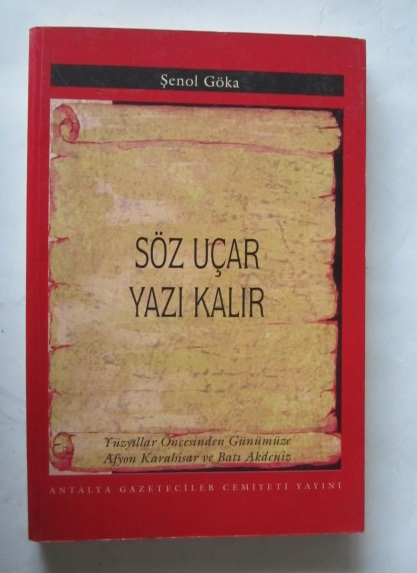 Şenol Göka
SÖZ UÇAR
YAZI KALIR
Yüzyıllar Öncesinden Günümüze
Afyon Karahisar ve Batı Akdeniz
ANTALYA GAZETECİLER CEMİYETİ YAYINI